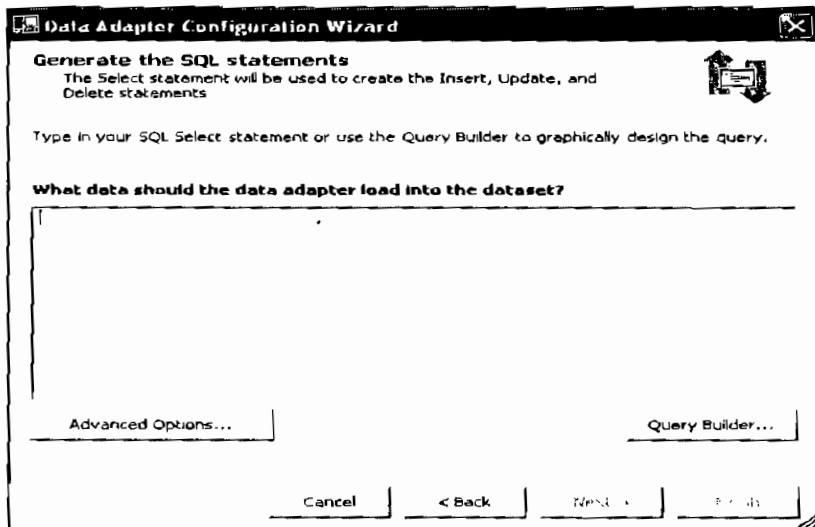 Data Adapter Configuration Wizard
Generate the SQL statements
The Select statement will be used to create the Insert, Update, and
Delete statements
Type in your SQL Select statement or use the Query Builder to graphically design the query.
What data should the data adapter load into the dataset?
Advanced Options...
Query Builder...
Cancel
< Back
Next >